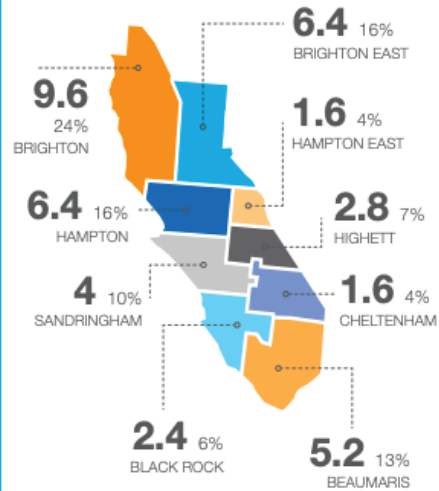 6.4 16%
BRIGHTON EAST
9.6
24%
BRIGHTON
1.6 4%
HAMPTON EAST
6.4 16%
HAMPTON
2.8 7%
HIGHETT
4 10%
SANDRINGHAM
1.6 4%
CHELTENHAM
2.4 6%
BLACK ROCK
5.2 13%
BEAUMARIS